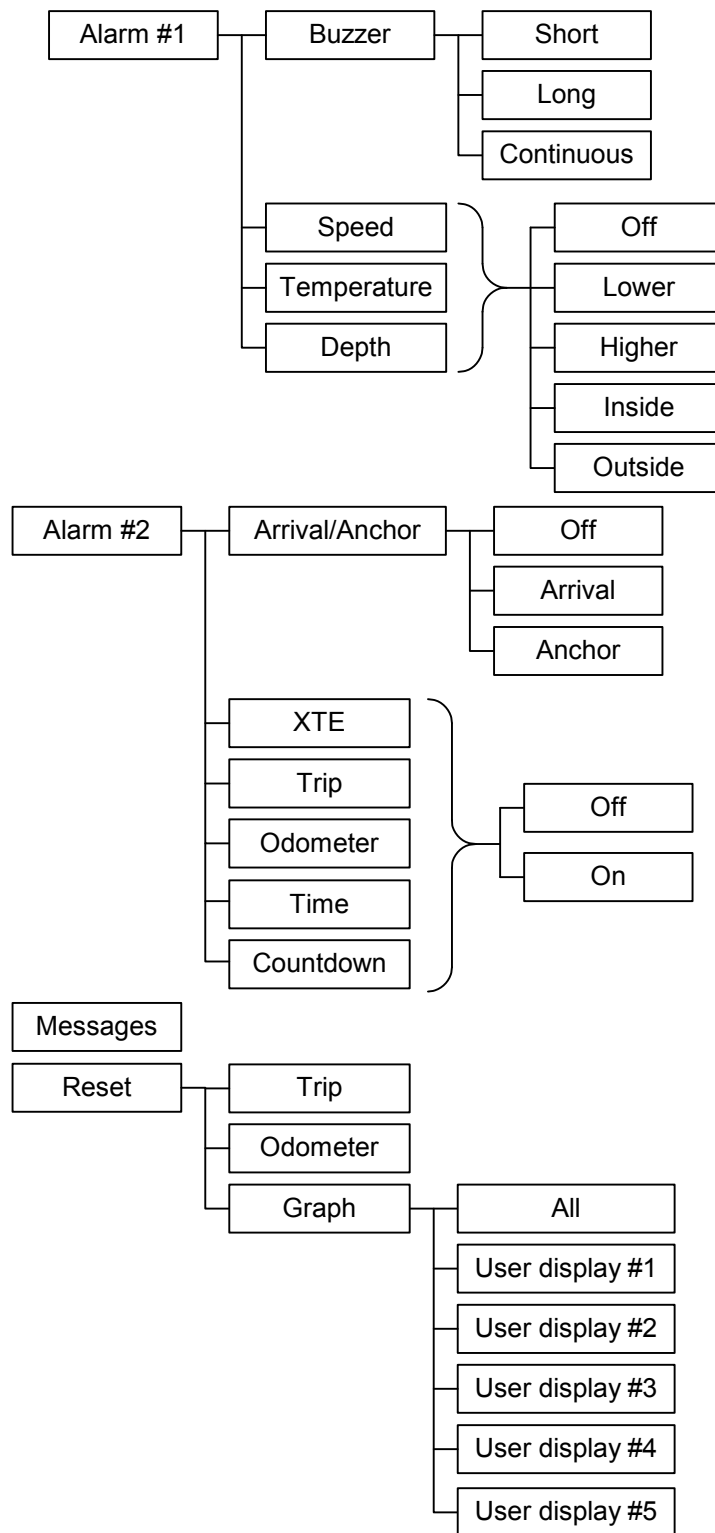 Alarm #1
Buzzer
Short
Long
Continuous
Speed
Temperature
Depth
Off
Lower
Higher
Inside
Outside
Alarm #2
Arrival/Anchor
Off
Arrival
Anchor
XTE
Trip
Odometer
Time
Countdown
Off
On
Messages
Reset
Trip
Odometer
Graph
All
User display #1
User display #2
User display #3
User display #4
User display #5